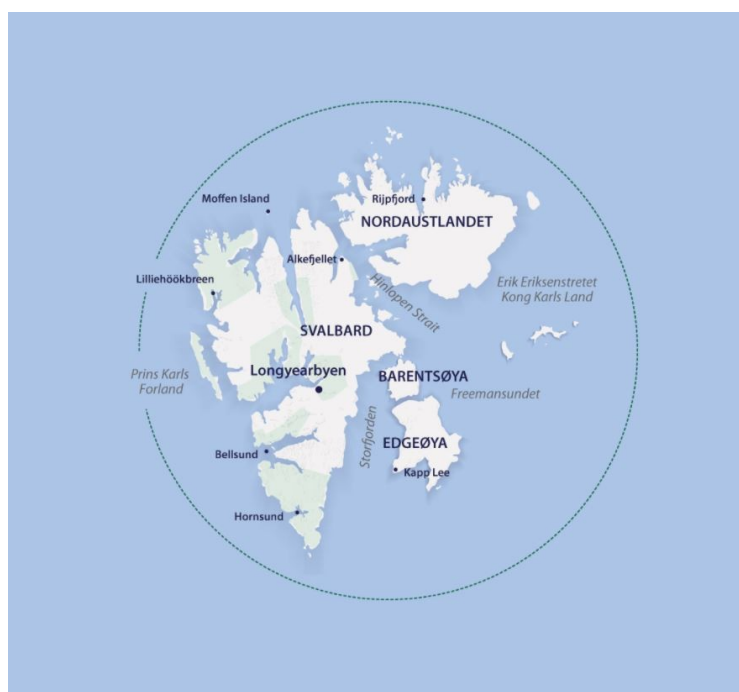 Moffen Island
Rijpfjord
NORDAUSTLANDET
Alkefjellet
Lilliehöökbreen
Hinlopen Strait
Erik Eriksenstretet
Kong Karls Land
SVALBARD
Prins Karls
Forland
Longyearbyen
BARENTSØYA
Freemansundet
Storfjorden
EDGEØYA
Bellsund
Kapp Lee
Hornsund